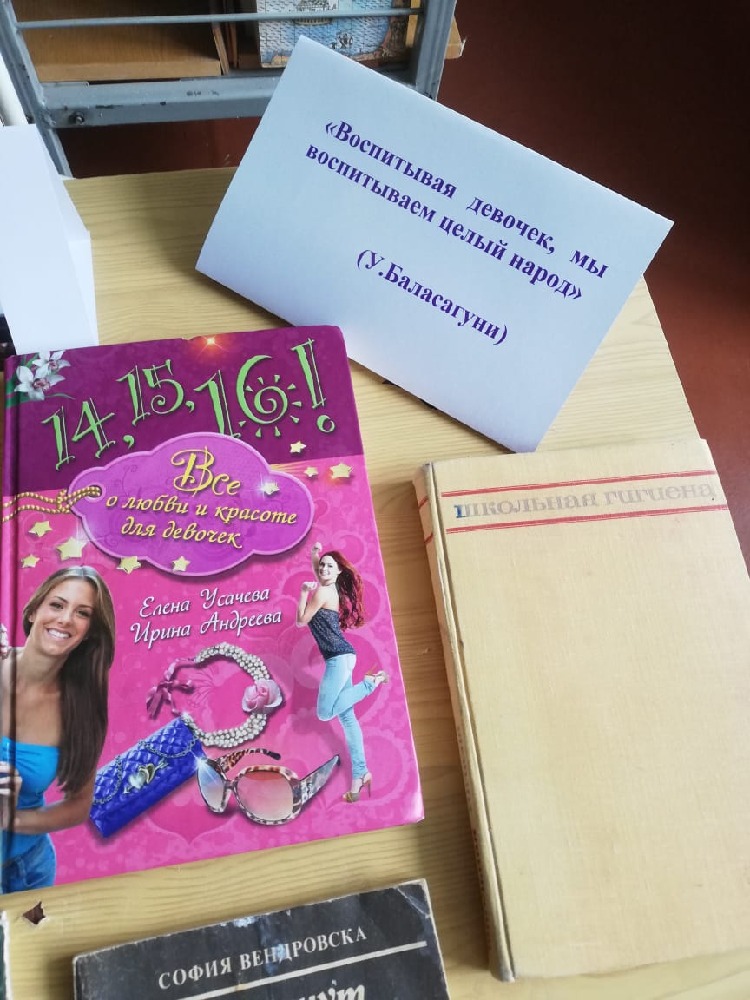 «Воспитывая девочек, мы
воспитываем целый народ»
(У.Баласагуни)
14, 15, 16!
Все
о любви и красоте
для девочек
Елена Усачева
Ирина Андреева
школьная гигиена
СОФИЯ ВЕНДРОВСКА